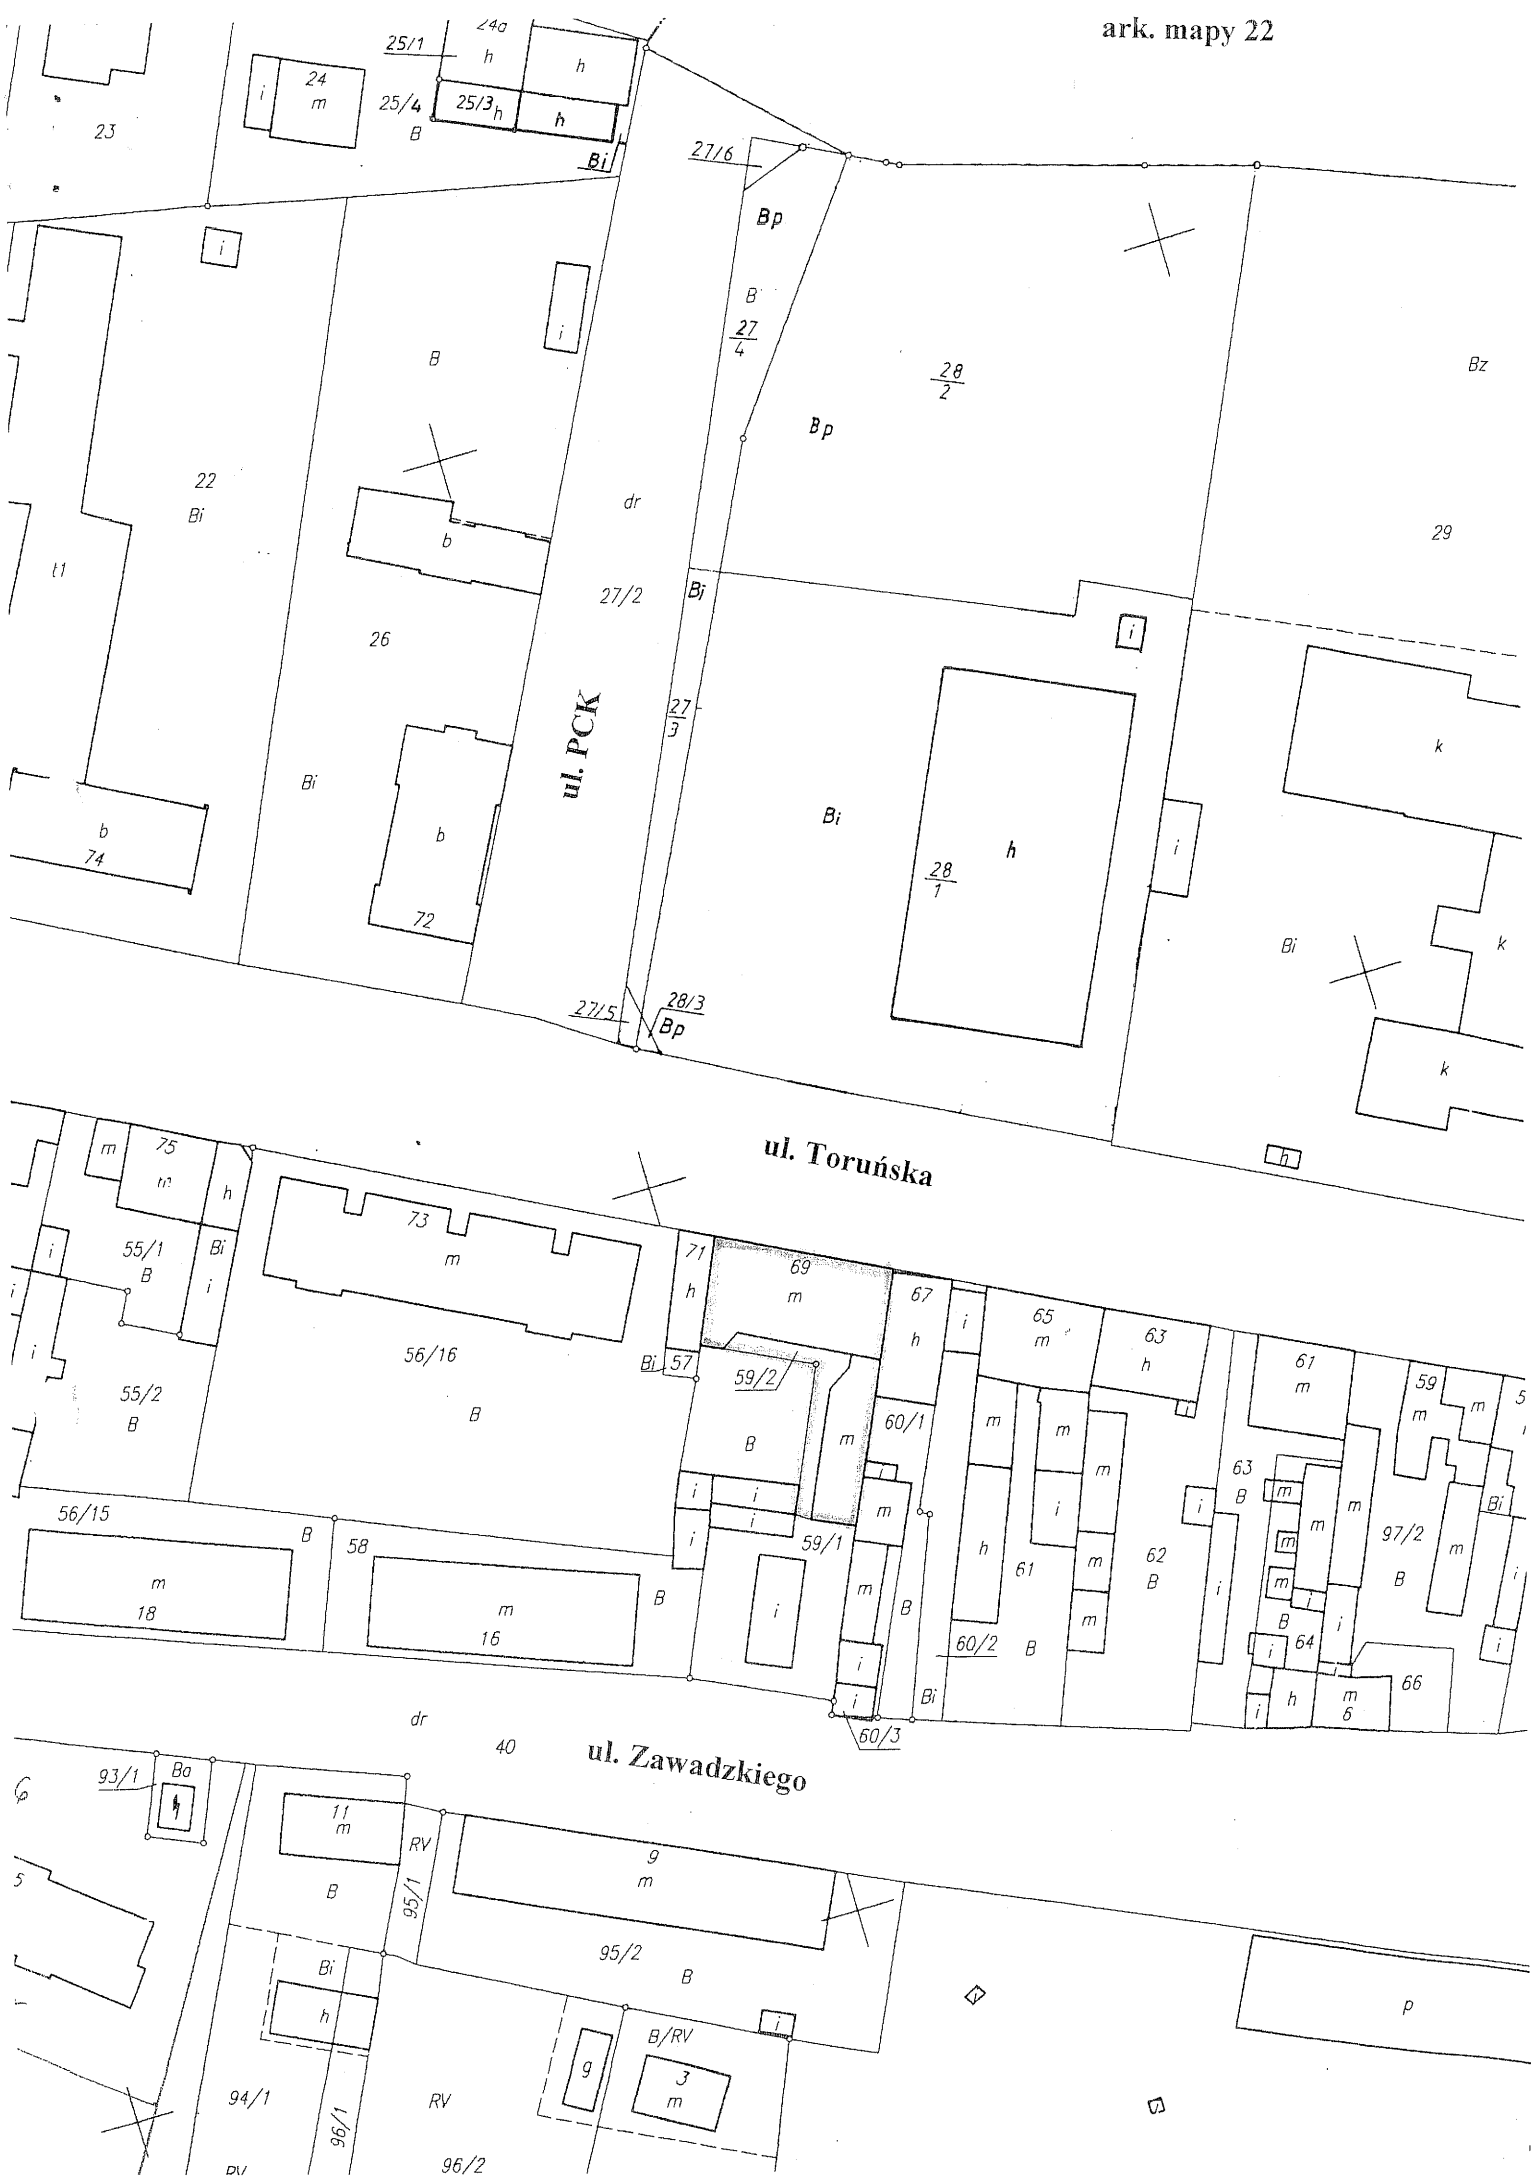 ark. mapy 22
24a
25/1
h
h
24
i
m
25/4
25/3
h
h
B
23
Bi
27/6
Bp
i
B
27
4
i
B
28
2
Bz
Bp
22
Bi
dr
29
b
t1
27/2
Bi
26
i
27
3
ul. PCK
k
Bi
b
b
74
Bi
h
i
28
1
72
Bi
k
27/5
28/3
Bp
k
ul. Toruńska
h
75
m
m
h
73
m
71
h
69
m
67
h
i
65
m
63
h
61
m
59
m
m
5
i
55/1
B
Bi
i
i
i
56/16
Bi
57
59/2
55/2
B
B
B
m
60/1
m
m
m
i
63
B
m
m
m
i
i
i
i
i
m
56/15
B
58
59/1
h
i
61
m
62
B
i
i
m
m
97/2
B
m
Bi
i
m
18
m
16
B
i
m
B
m
B
64
i
i
60/2
B
i
i
i
Bi
60/3
i
h
m
6
66
i
dr
40
ul. Zawadzkiego
93/1
Ba
6
11
m
RV
95/1
B
9
m
5
95/2
B
Bi
h
i
i
p
B/RV
g
3
m
94/1
96/1
RV
i
RV
96/2